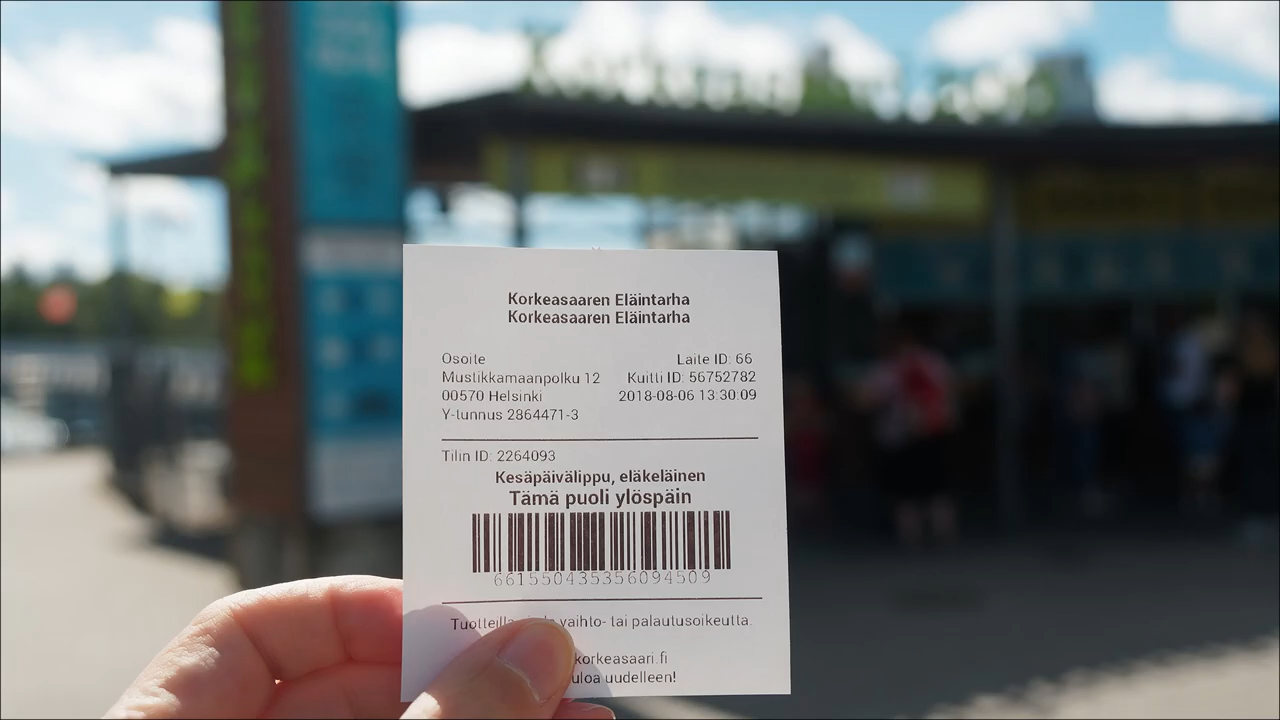 Korkeasaaren Eläintarha
Korkeasaaren Eläintarha
Osoite Laite ID: 66
Mustikkamaanpolku 12 Kuitti ID: 56752782
00570 Helsinki 2018-08-06 13:30:09
Y-tunnus 2864471-3
Tilin ID: 2264093
Kesäpäivälippu, eläkeläinen
Tämä puoli ylöspäin
661550435356094509
vaihto- tai palautusoikeutta.
korkeasaari.fi
uudelleen!